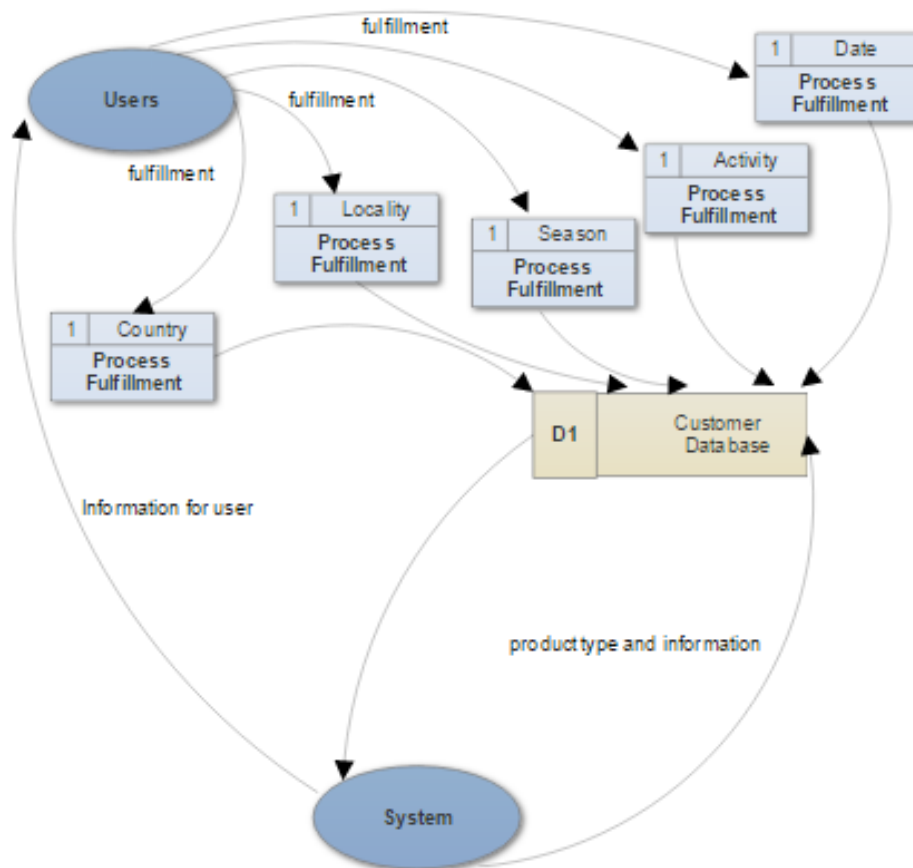 fulfillment
1 Date
Process
Fulfillment
Users
fulfillment
1 Activity
Process
Fulfillment
fulfillment
1 Locality
Process
Fulfillment
1 Season
Process
Fulfillment
1 Country
Process
Fulfillment
D1
Customer
Database
Information for user
product type and information
System